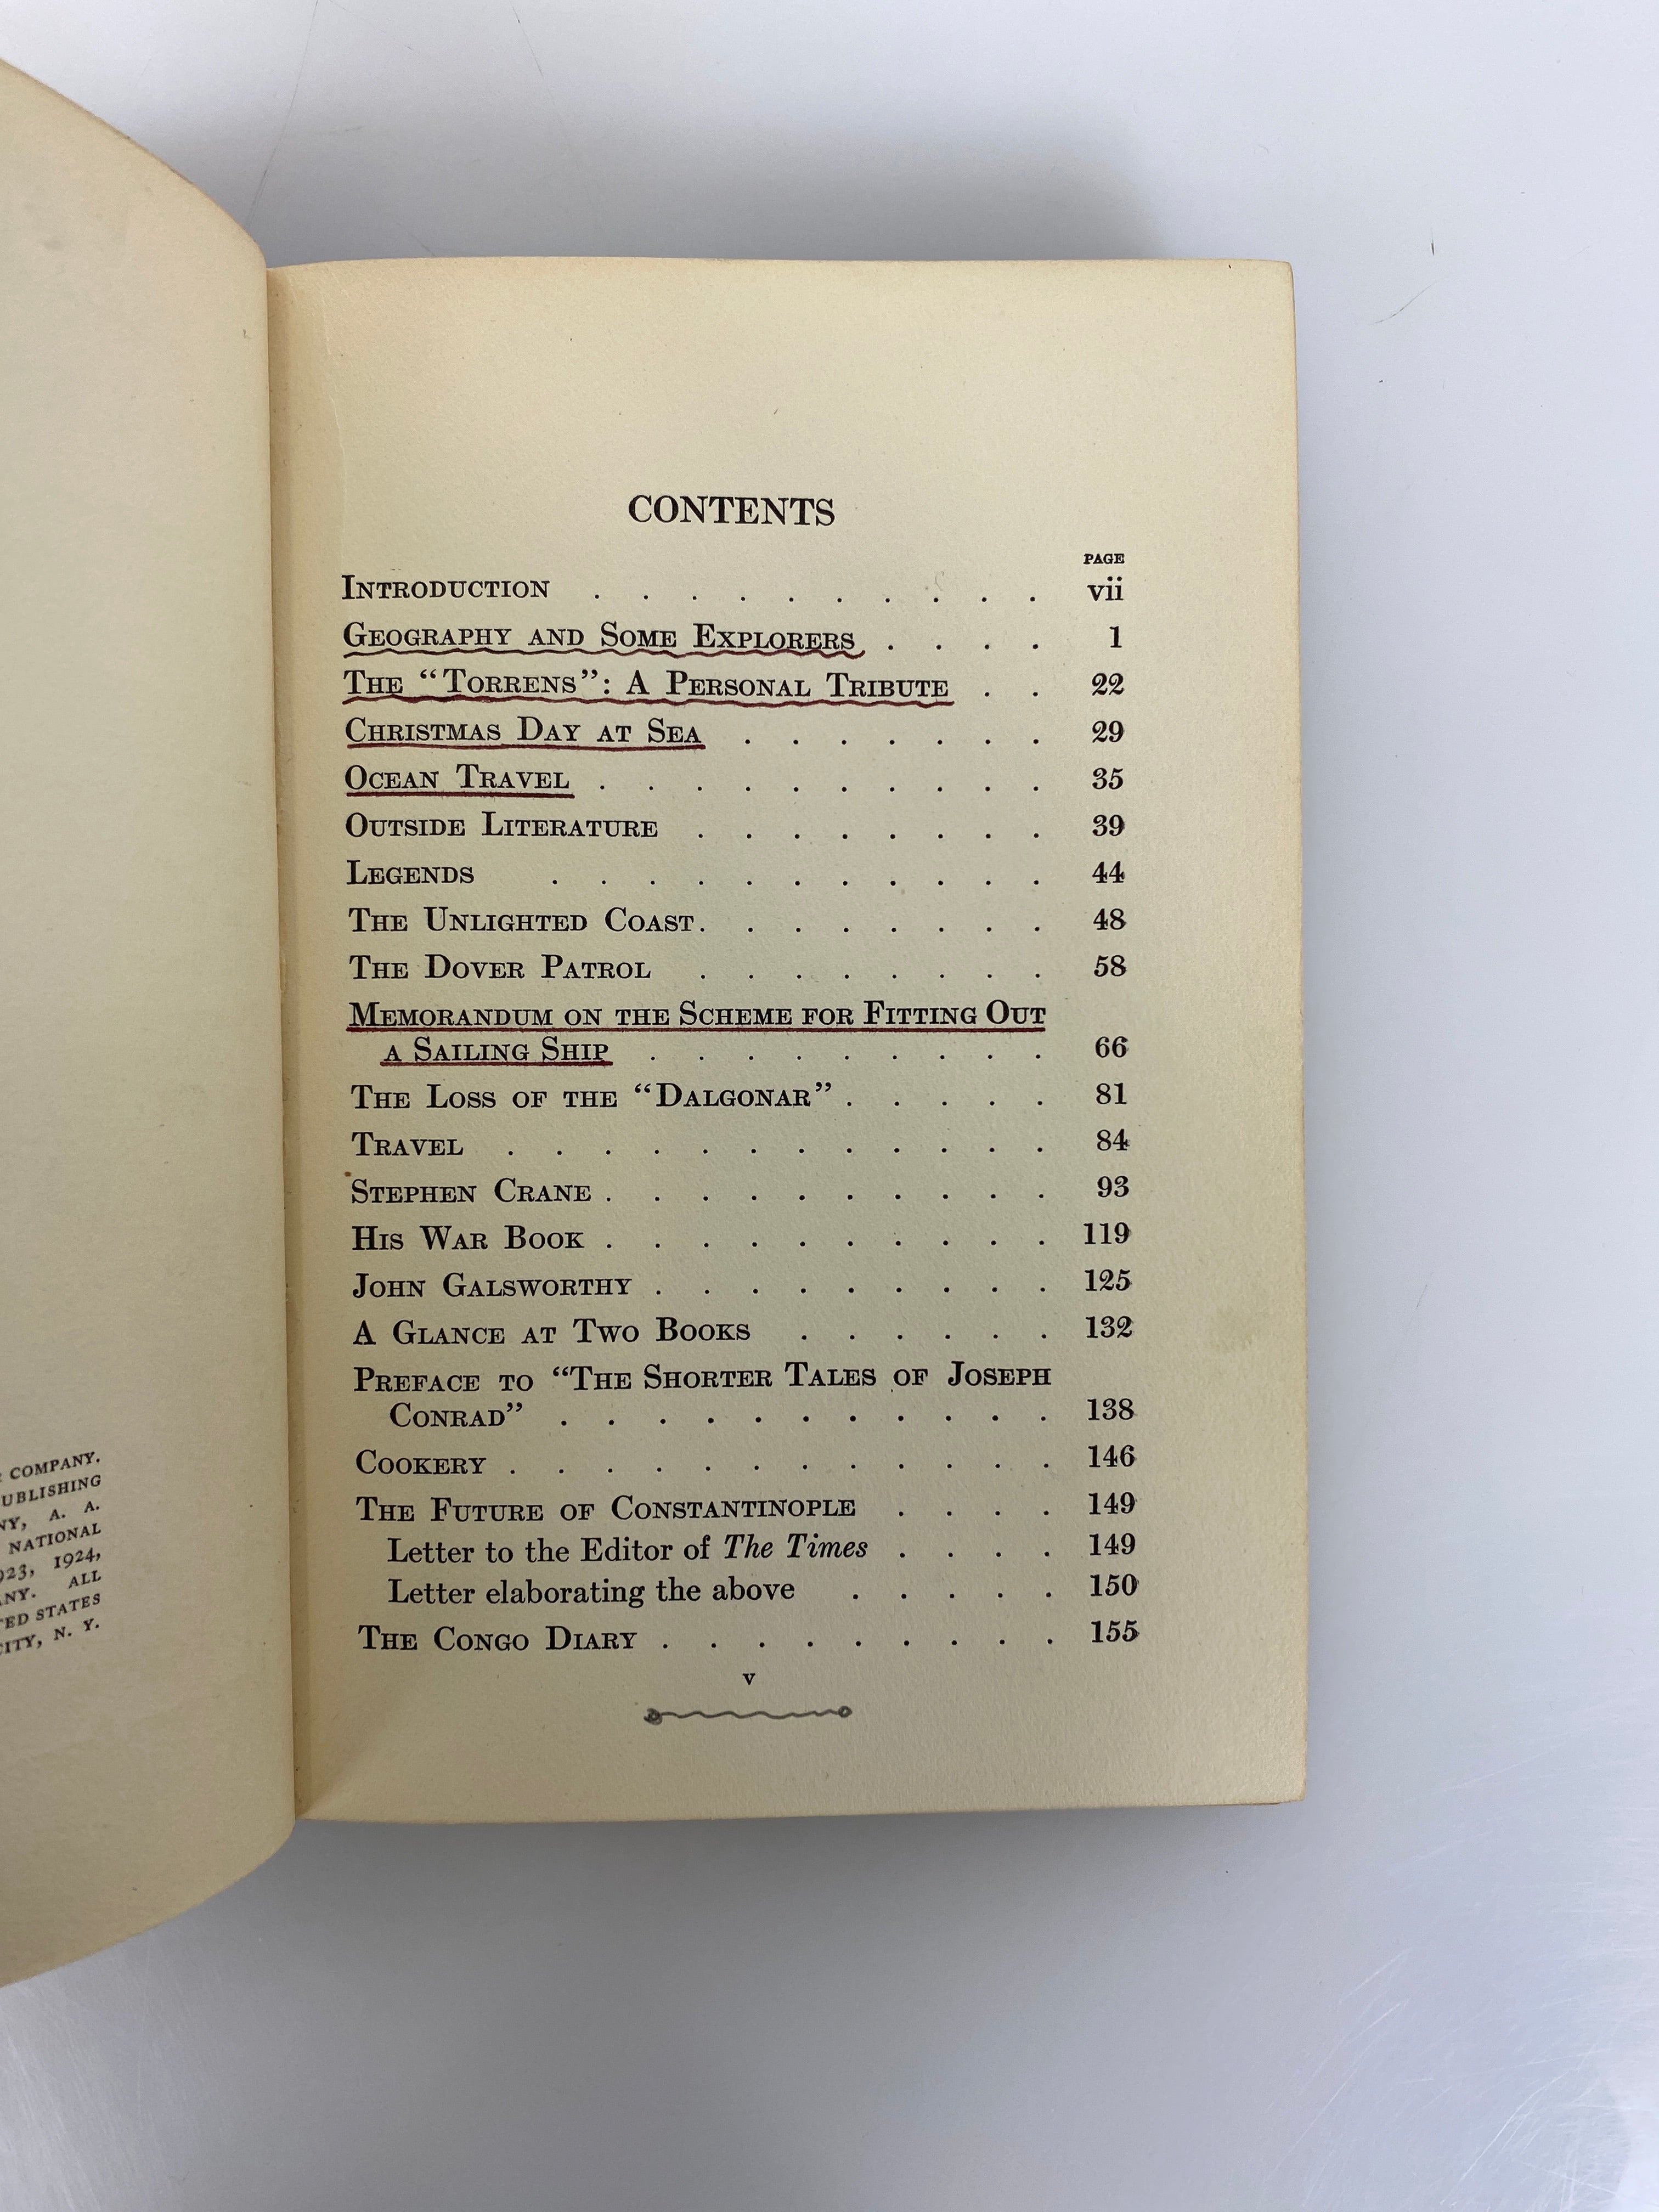 COMPANY.
PUBLISHING
A. A.
NATIONAL
1924,
ALL
STATES
CITY, N. Y.
CONTENTS
PAGE
INTRODUCTION . . . . . . . . . . vii
GEOGRAPHY AND SOME EXPLORERS . . . . 1
THE “TORRENS”: A PERSONAL TRIBUTE . . 22
CHRISTMAS DAY AT SEA . . . . . . . 29
OCEAN TRAVEL . . . . . . . . . . 35
OUTSIDE LITERATURE . . . . . . . . 39
LEGENDS . . . . . . . . . . . 44
THE UNLIGHTED COAST . . . . . . . . 48
THE DOVER PATROL . . . . . . . . 58
MEMORANDUM ON THE SCHEME FOR FITTING OUT
A SAILING SHIP . . . . . . . . . 66
THE LOSS OF THE “DALGONAR” . . . . . 81
TRAVEL . . . . . . . . . . . . 84
STEPHEN CRANE . . . . . . . . . . 93
HIS WAR BOOK . . . . . . . . . . 119
JOHN GALSWORTHY . . . . . . . . . 125
A GLANCE AT TWO BOOKS . . . . . . 132
PREFACE TO “THE SHORTER TALES OF JOSEPH
CONRAD” . . . . . . . . . . . 138
COOKERY . . . . . . . . . . . . 146
THE FUTURE OF CONSTANTINOPLE . . . . 149
Letter to the Editor of The Times . . . . 149
Letter elaborating the above . . . . . 150
THE CONGO DIARY . . . . . . . . . 155
v